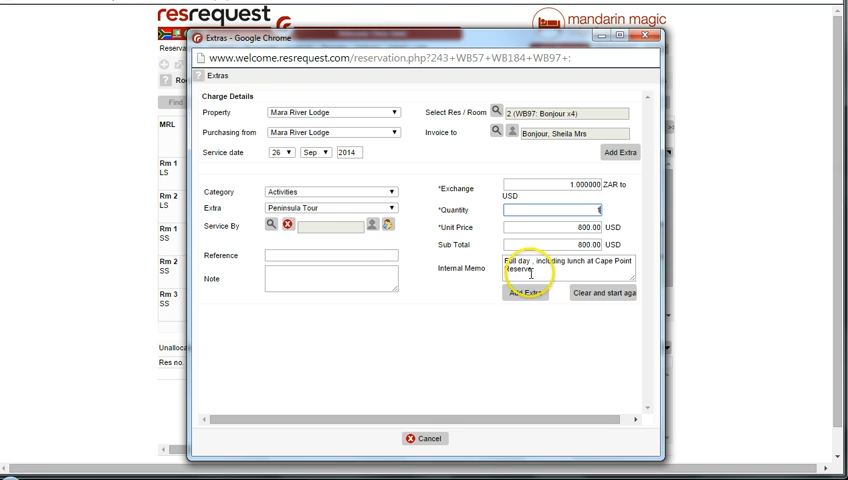 resrequest
mandarin magic
Extras - Google Chrome
www.welcome.resrequest.com/reservation.php?243+WB57+WB184+WB97+:
Reserva
Extras
Ro
Charge Details
Find
Property
Mara River Lodge
Select Res / Room
2 (WB97: Bonjour x4)
MRL
Purchasing from
Mara River Lodge
Invoice to
Bonjour, Sheila Mrs
Service date
26
Sep
2014
Add Extra
Rm 1
LS
Category
Activities
*Exchange
1.000000 ZAR to
USD
Rm 2
LS
Extra
Peninsula Tour
*Quantity
1
Service By
*Unit Price
800.00 USD
Rm 1
SS
Sub Total
800.00 USD
Reference
Rm 2
SS
Internal Memo
Full day , including lunch at Cape Point
Reserve
Note
Rm 3
SS
Add Extra
Clear and start aga
Unalloca
Res no.
Cancel